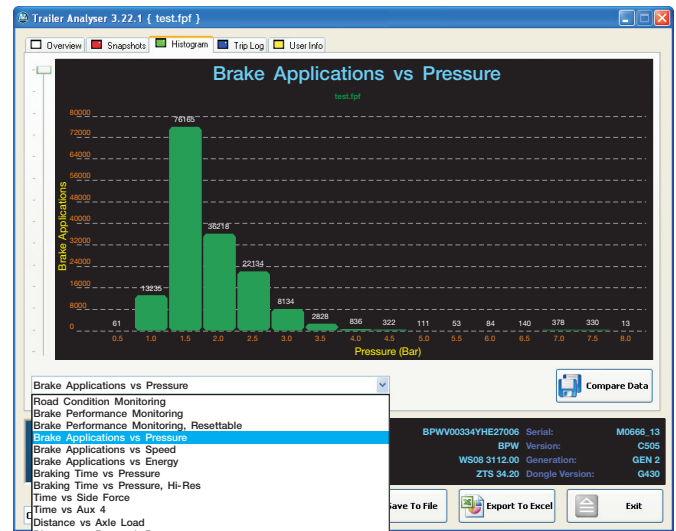 Trailer Analyser 3.22.1 { test.fpf }
Overview Snapshots Histogram Trip Log User Info
Brake Applications vs Pressure
test.fpf
Brake Applications
80000
72000
64000
56000
48000
40000
32000
24000
16000
8000
0
61 13235 76165 36218 22134 8134 2828 836 322 111 53 84 140 378 330 13
0.5 1.0 1.5 2.0 2.5 3.0 3.5 4.0 4.5 5.0 5.5 6.0 6.5 7.0 7.5 8.0
Pressure (Bar)
Brake Applications vs Pressure
Compare Data
Road Condition Monitoring
Brake Performance Monitoring
Brake Performance Monitoring, Resettable
Brake Applications vs Pressure
Brake Applications vs Speed
Brake Applications vs Energy
Braking Time vs Pressure
Braking Time vs Pressure, Hi-Res
Time vs Side Force
Time vs Aux 4
Distance vs Axle Load
BPWV00334YHE27006 Serial: M0666_13
BPW Version: C505
WS08 3112.00 Generation: GEN 2
ZTS 34.20 Dongle Version: G430
Save To File Export To Excel Exit